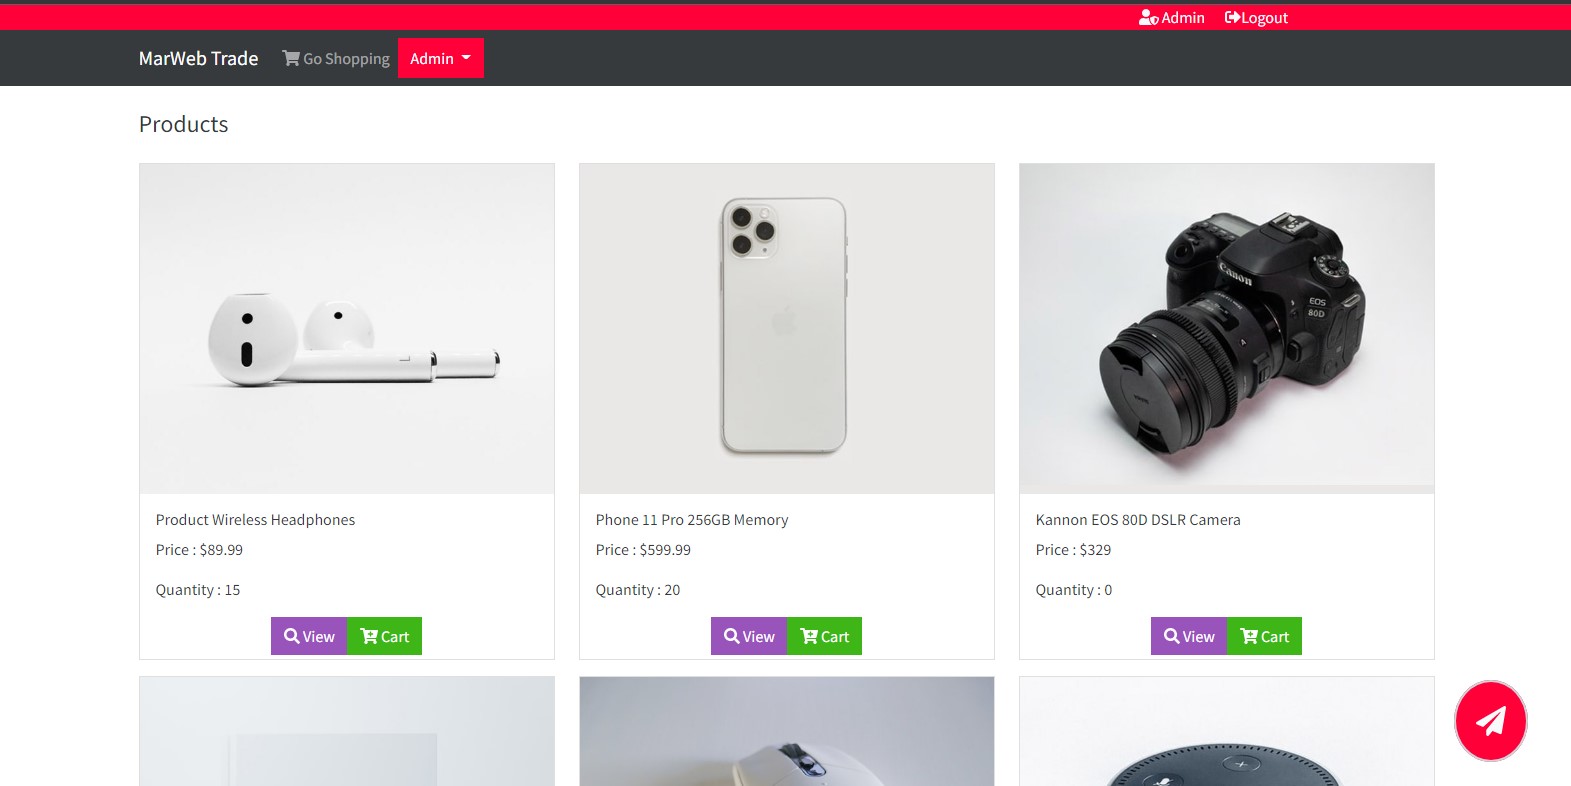 Admin Logout
MarWeb Trade Go Shopping Admin
Products
Canon
EOS
80D
A
Product Wireless Headphones
Price : $89.99
Quantity : 15
View Cart
Phone 11 Pro 256GB Memory
Price : $599.99
Quantity : 20
View Cart
Kannon EOS 80D DSLR Camera
Price : $329
Quantity : 0
View Cart